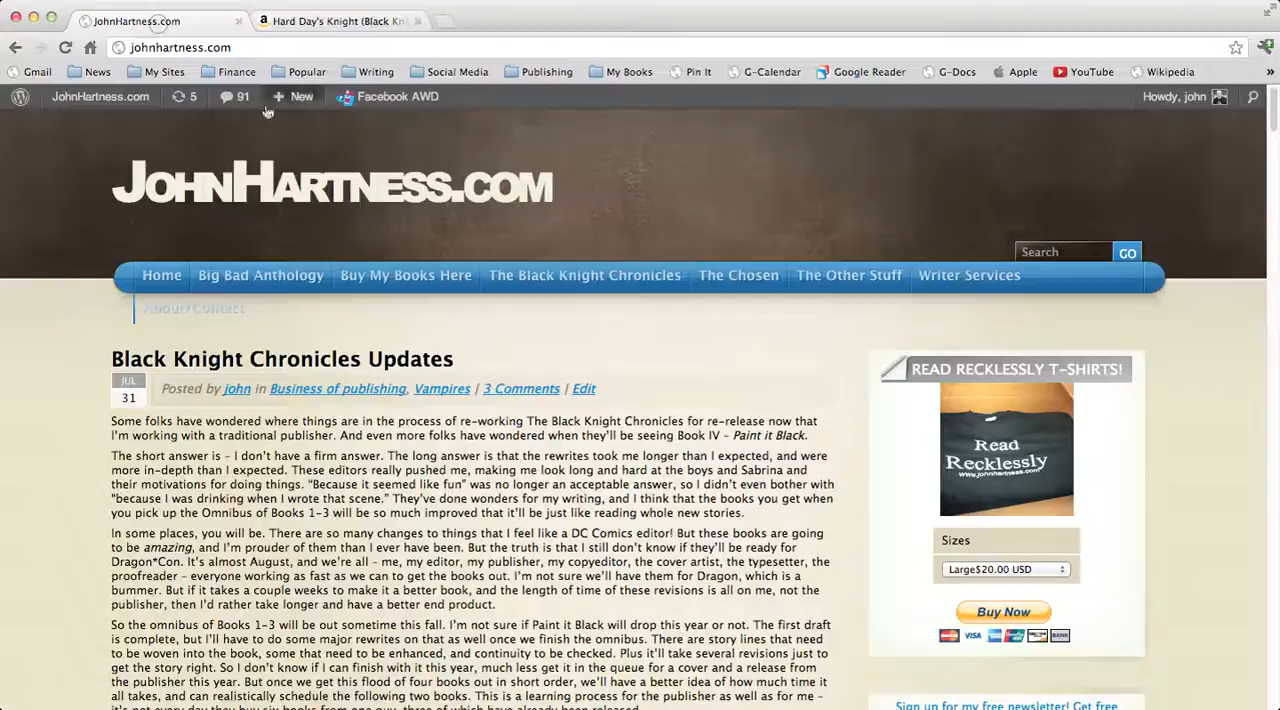 JohnHartness.com
Hard Day's Knight (Black Kn
johnhartness.com
Gmail News My Sites Finance Popular Writing Social Media Publishing My Books Pin It G-Calendar Google Reader G-Docs Apple YouTube Wikipedia »
JohnHartness.com 5 91 + New Facebook AWD Howdy, john
JOHNHARTNESS.COM
Search GO
Home Big Bad Anthology Buy My Books Here The Black Knight Chronicles The Chosen The Other Stuff Writer Services
About/Contact
Black Knight Chronicles Updates
JUL
31
Posted by john in Business of publishing, Vampires | 3 Comments | Edit
Some folks have wondered where things are in the process of re-working The Black Knight Chronicles for re-release now that
I'm working with a traditional publisher. And even more folks have wondered when they'll be seeing Book IV – Paint it Black.
The short answer is – I don't have a firm answer. The long answer is that the rewrites took me longer than I expected, and were
more in-depth than I expected. These editors really pushed me, making me look long and hard at the boys and Sabrina and
their motivations for doing things. "Because it seemed like fun" was no longer an acceptable answer, so I didn't even bother with
"because I was drinking when I wrote that scene." They've done wonders for my writing, and I think that the books you get when
you pick up the Omnibus of Books 1-3 will be so much improved that it'll be just like reading whole new stories.
In some places, you will be. There are so many changes to things that I feel like a DC Comics editor! But these books are going
to be amazing, and I'm prouder of them than I ever have been. But the truth is that I still don't know if they'll be ready for
Dragon*Con. It's almost August, and we're all – me, my editor, my publisher, my copyeditor, the cover artist, the typesetter, the
proofreader – everyone working as fast as we can to get the books out. I'm not sure we'll have them for Dragon, which is a
bummer. But if it takes a couple weeks to make it a better book, and the length of time of these revisions is all on me, not the
publisher, then I'd rather take longer and have a better end product.
So the omnibus of Books 1-3 will be out sometime this fall. I'm not sure if Paint it Black will drop this year or not. The first draft
is complete, but I'll have to do some rewrites on that as well once we finish the omnibus. There are story lines that need
to be woven into the book, some that need to be enhanced, and continuity to be checked. Plus it'll take several revisions just to
get the story right. So I don't know if I can finish with it this year, much less get it in the queue for a cover and a release from
the publisher this year. But once we get this flood of four books out in short order, we'll have a better idea of how much time it
all takes, and can realistically schedule the following two books. This is a learning process for the publisher as well as for me –
it's not every day they buy six books from one guy, three of which have already been released.
READ RECKLESSLY T-SHIRTS!
Read
Recklessly
www.johnhartness.com
Sizes
Large$20.00 USD
Buy Now
VISA BANK
Sign up for my free newsletter! Get free